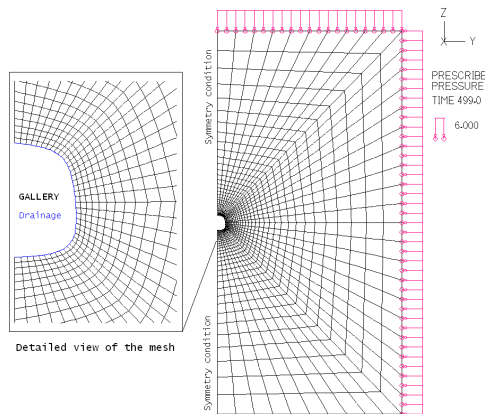 Z
X
Y
PRESCRIBE
PRESSURE
TIME 499.0
6.000
Symmetry condition
GALLERY
Drainage
Symmetry condition
Detailed view of the mesh